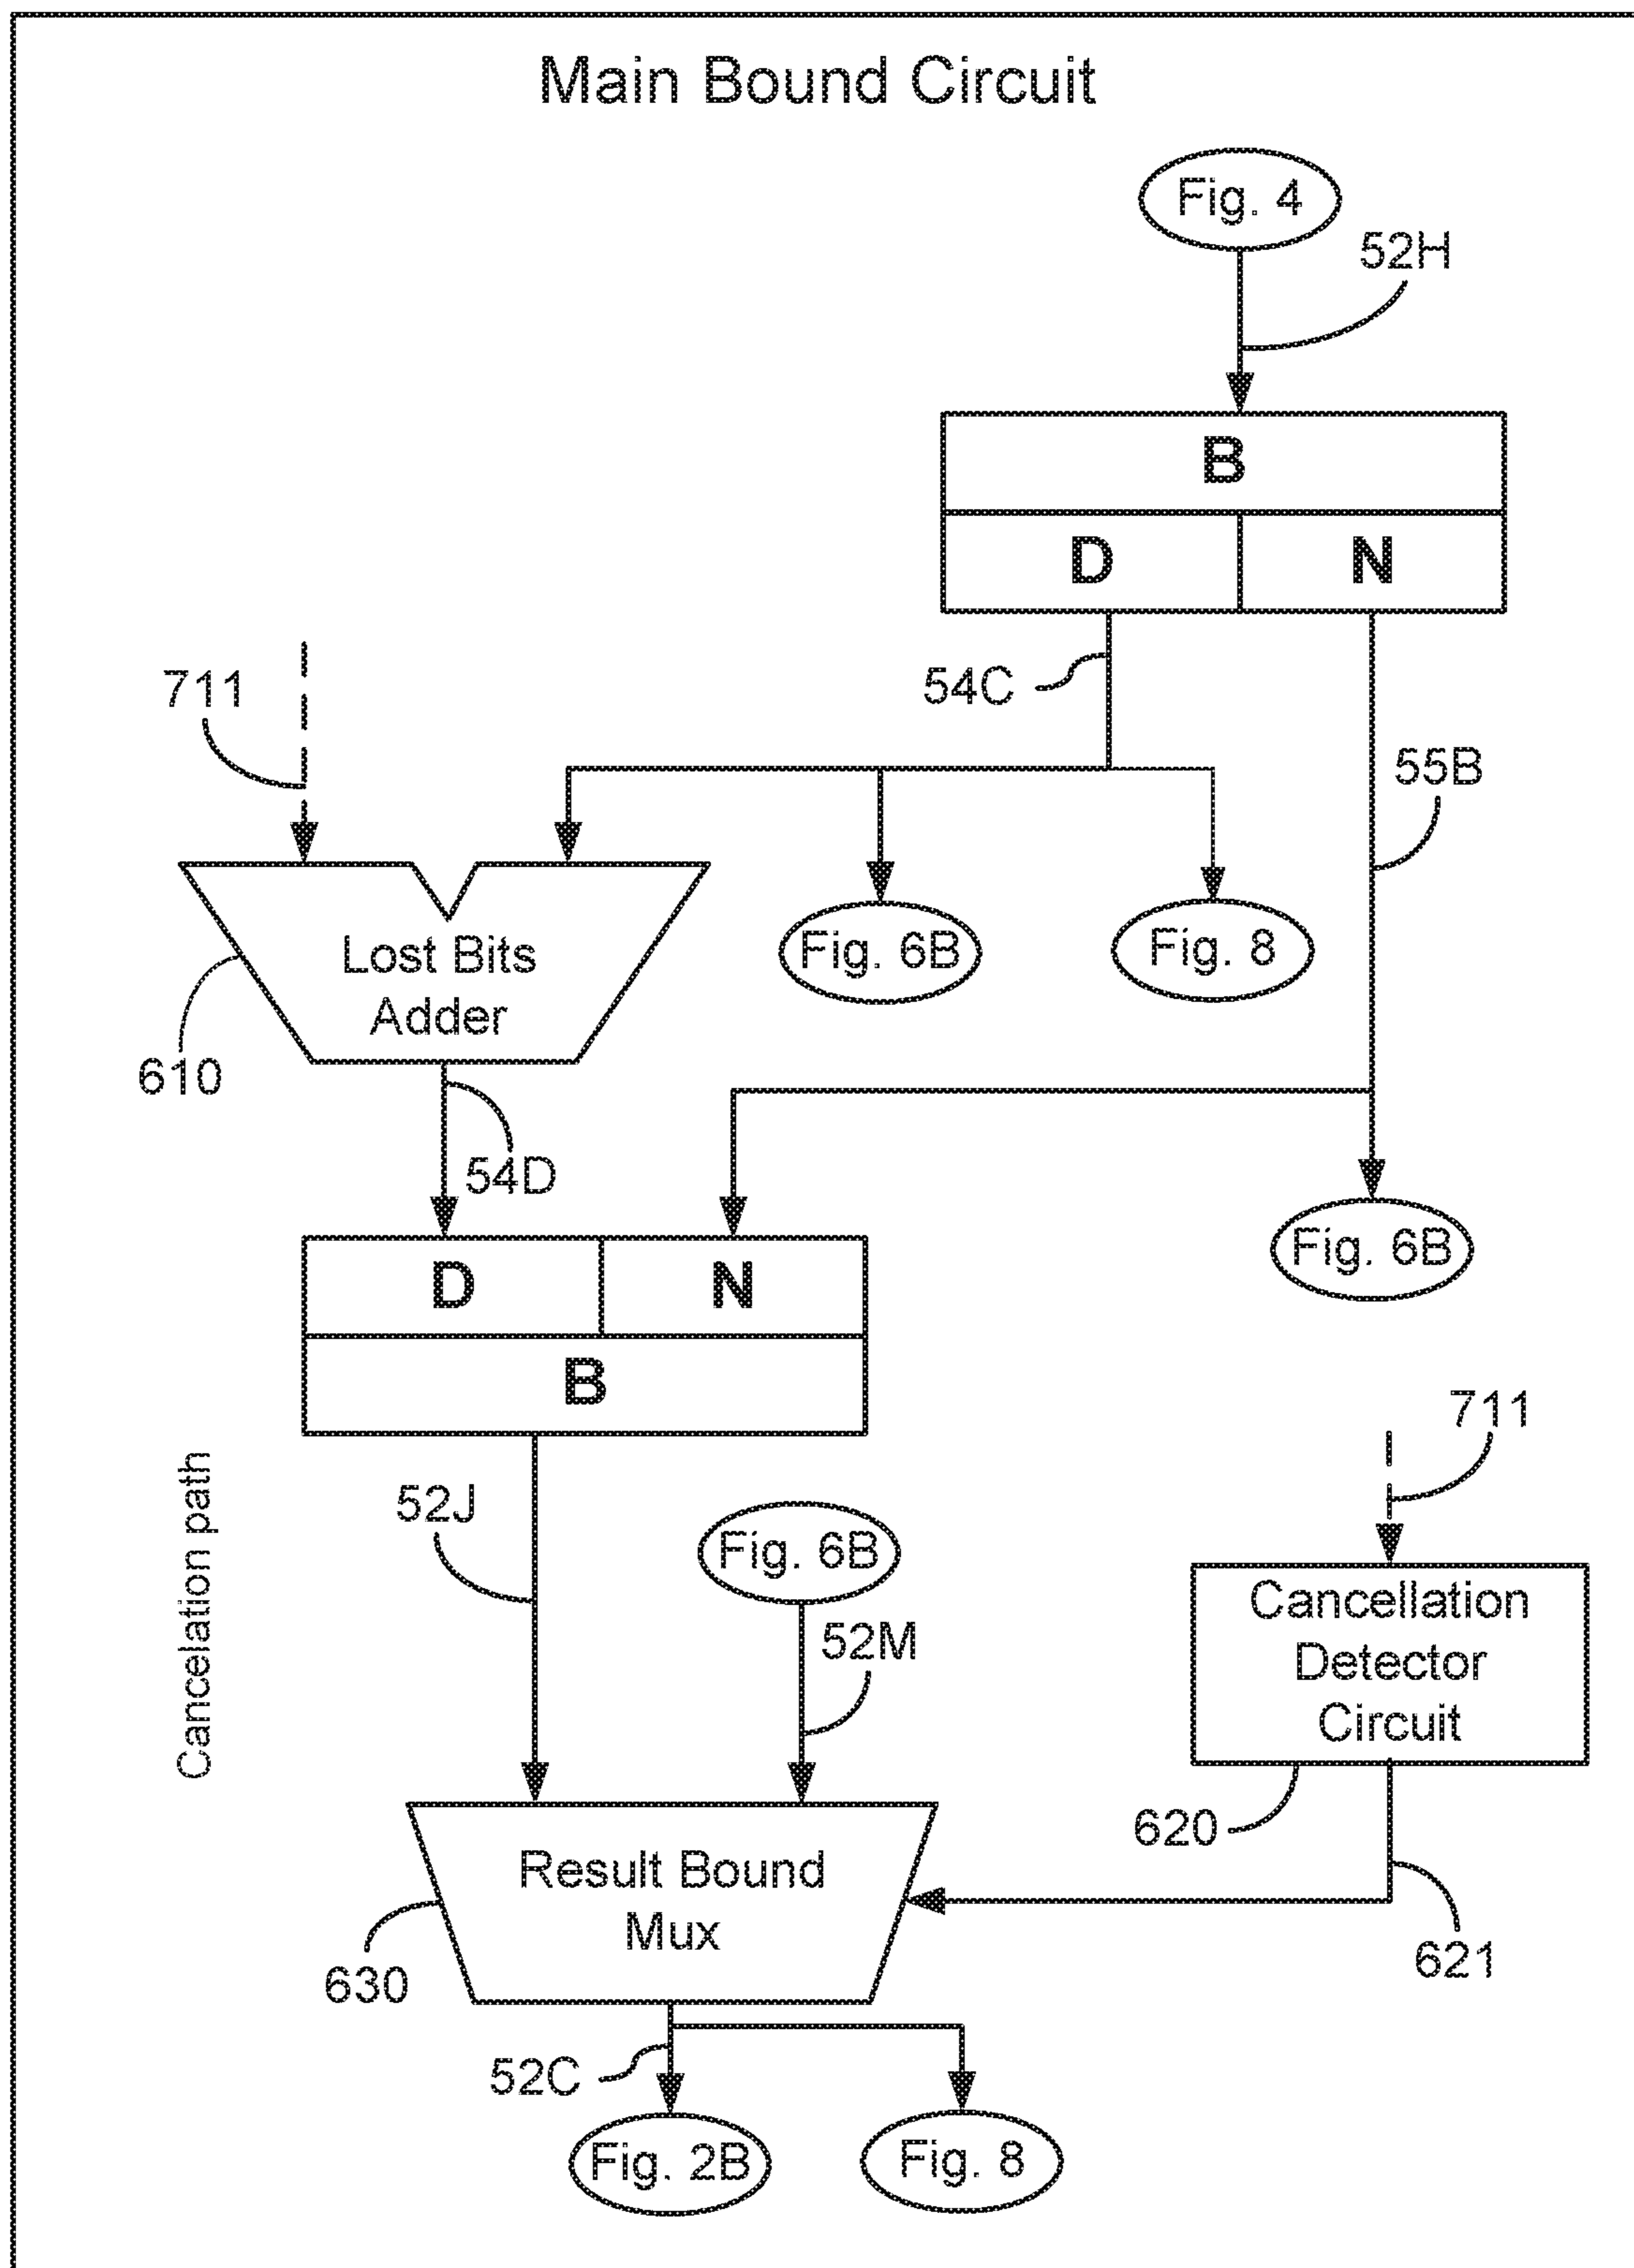 Main Bound Circuit
Fig. 4
52H
B
D N
54C
711
55B
Fig. 6B
Fig. 8
Lost Bits
Adder
610
54D
Fig. 6B
D N
B
711
Cancelation path
52J
Fig. 6B
52M
Cancellation
Detector
Circuit
620
Result Bound
Mux
621
630
52C
Fig. 2B
Fig. 8